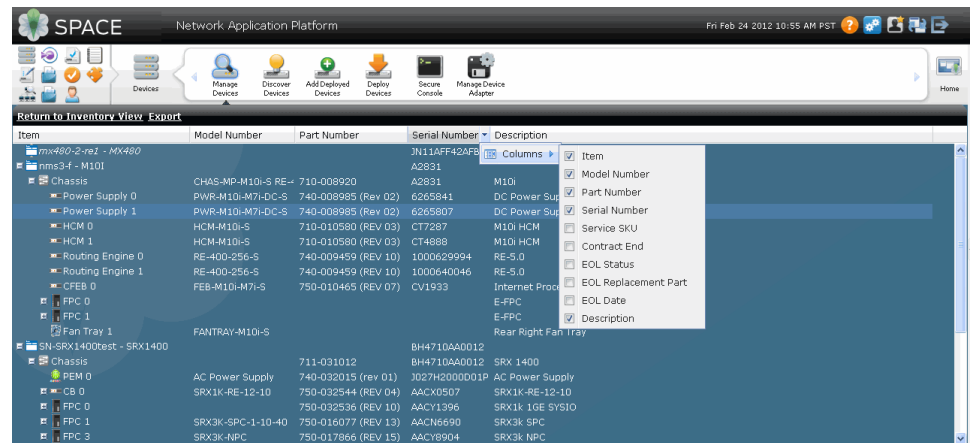 SPACE Network Application Platform Fri Feb 24 2012 10:55 AM PST
Devices Manage Devices Discover Devices Add Deployed Devices Deploy Devices Secure Console Manage Device Adapter Home
Return to Inventory View Export
Item Model Number Part Number Serial Number Description
mx480-2-re1 - MX480 JN11AFF42AFB
nms3-f - M10I A2831
Chassis CHAS-MP-M10i-S RE- 710-008920 A2831 M10i
Power Supply 0 PWR-M10i-M7i-DC-S 740-008985 (Rev 02) 6265841 DC Power Sup
Power Supply 1 PWR-M10i-M7i-DC-S 740-008985 (Rev 02) 6265807 DC Power Sup
HCM 0 HCM-M10i-S 710-010580 (REV 03) CT7287 M10i HCM
HCM 1 HCM-M10i-S 710-010580 (REV 03) CT4888 M10i HCM
Routing Engine 0 RE-400-256-S 740-009459 (REV 10) 1000629994 RE-5.0
Routing Engine 1 RE-400-256-S 740-009459 (REV 10) 1000640046 RE-5.0
CFEB 0 FEB-M10i-M7i-S 750-010465 (REV 07) CV1933 Internet Proce
FPC 0 E-FPC
FPC 1 E-FPC
Fan Tray 1 FANTRAY-M10i-S Rear Right Fan Tray
SN-SRX1400test - SRX1400 BH4710AA0012
Chassis 711-031012 BH4710AA0012 SRX 1400
PEM 0 AC Power Supply 740-032015 (rev 01) J027H2000D01P AC Power Supply
CB 0 SRX1K-RE-12-10 750-032544 (REV 04) AACX0507 SRX1K-RE-12-10
FPC 0 750-032536 (REV 10) AACY1396 SRX1k 1GE SYSIO
FPC 1 SRX3K-SPC-1-10-40 750-016077 (REV 13) AACN6690 SRX3k SPC
FPC 3 SRX3K-NPC 750-017866 (REV 15) AACY8904 SRX3k NPC
Columns
Item
Model Number
Part Number
Serial Number
Service SKU
Contract End
EOL Status
EOL Replacement Part
EOL Date
Description